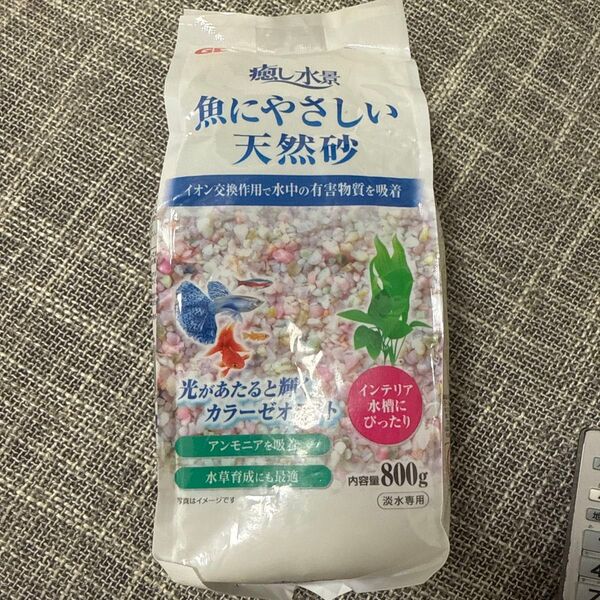 癒し水景
魚にやさしい
天然砂
イオン交換作用で水中の有害物質を吸着
光があたると輝く
カラーゼオライト
インテリア
水槽に
ぴったり
アンモニアを吸着
水草育成にも最適
写真はイメージです
内容量800g
淡水専用